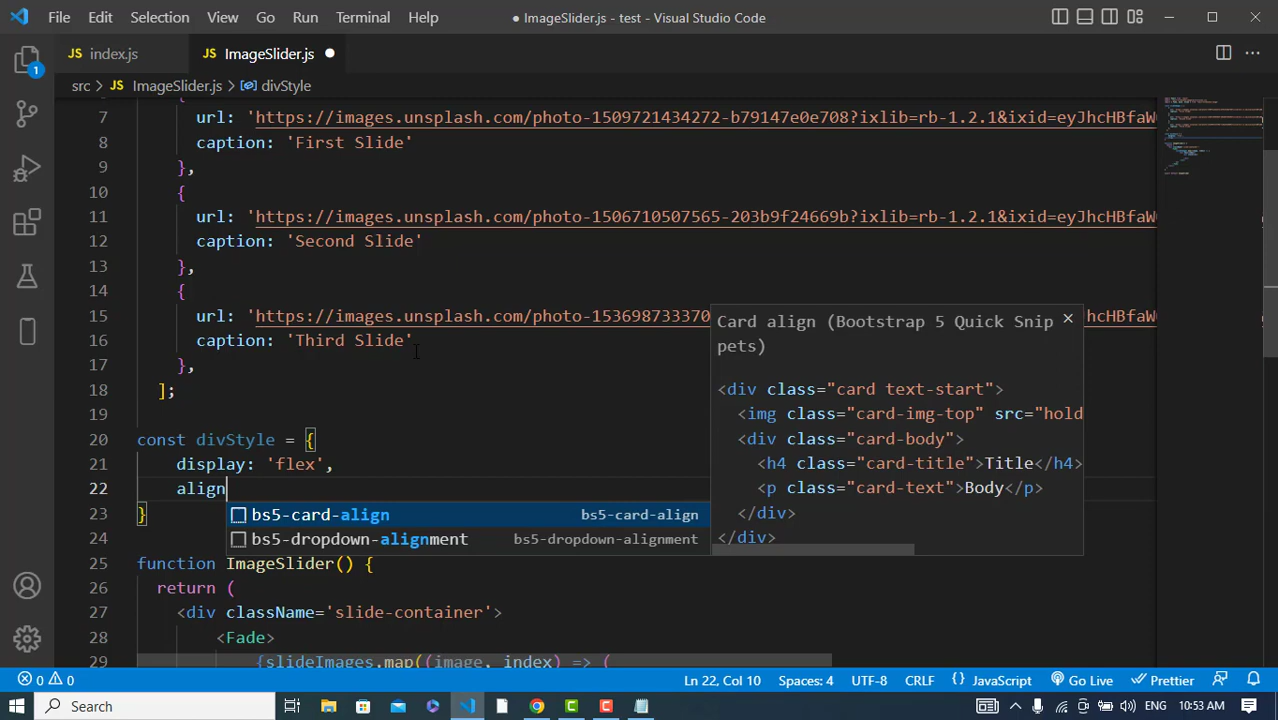 File Edit Selection View Go Run Terminal Help ● ImageSlider.js - test - Visual Studio Code
JS index.js JS ImageSlider.js
src > JS ImageSlider.js > divStyle
1
7 url: 'https://images.unsplash.com/photo-1509721434272-b79147e0e708?ixlib=rb-1.2.1&ixid=eyJhcHBfaW
8 caption: 'First Slide'
9 },
10 {
11 url: 'https://images.unsplash.com/photo-1506710507565-203b9f24669b?ixlib=rb-1.2.1&ixid=eyJhcHBfaW
12 caption: 'Second Slide'
13 },
14 {
15 url: 'https://images.unsplash.com/photo-153698733370 hcHBfaW
16 caption: 'Third Slide'
17 },
18 ];
19
20 const divStyle = {
21 display: 'flex',
22 align
23 }
24
25 function ImageSlider() {
26 return (
27 <div className='slide-container'>
28 <Fade>
29 {slideImages.map((image, index) => (
bs5-card-align bs5-card-align
bs5-dropdown-alignment bs5-dropdown-alignment
Card align (Bootstrap 5 Quick Snip
pets)
<div class="card text-start">
<img class="card-img-top" src="hold
<div class="card-body">
<h4 class="card-title">Title</h4>
<p class="card-text">Body</p>
</div>
</div>
0 0 Ln 22, Col 10 Spaces: 4 UTF-8 CRLF {} JavaScript Go Live Prettier
Search ENG 10:53 AM